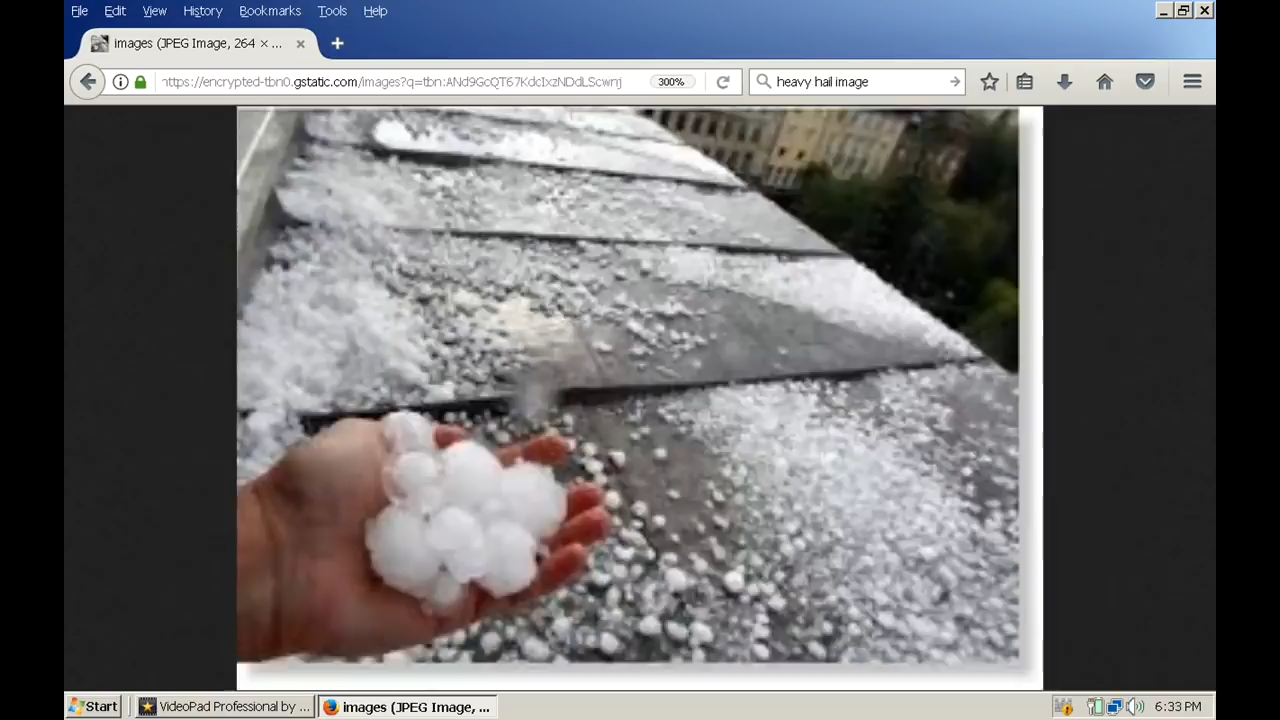 File Edit View History Bookmarks Tools Help
images (JPEG Image, 264 × ...
https://encrypted-tbn0.gstatic.com/images?q=tbn:ANd9GcQT67KdcIxzNDdLScwnj 300% heavy hail image
Start VideoPad Professional by ... images (JPEG Image, ... 6:33 PM